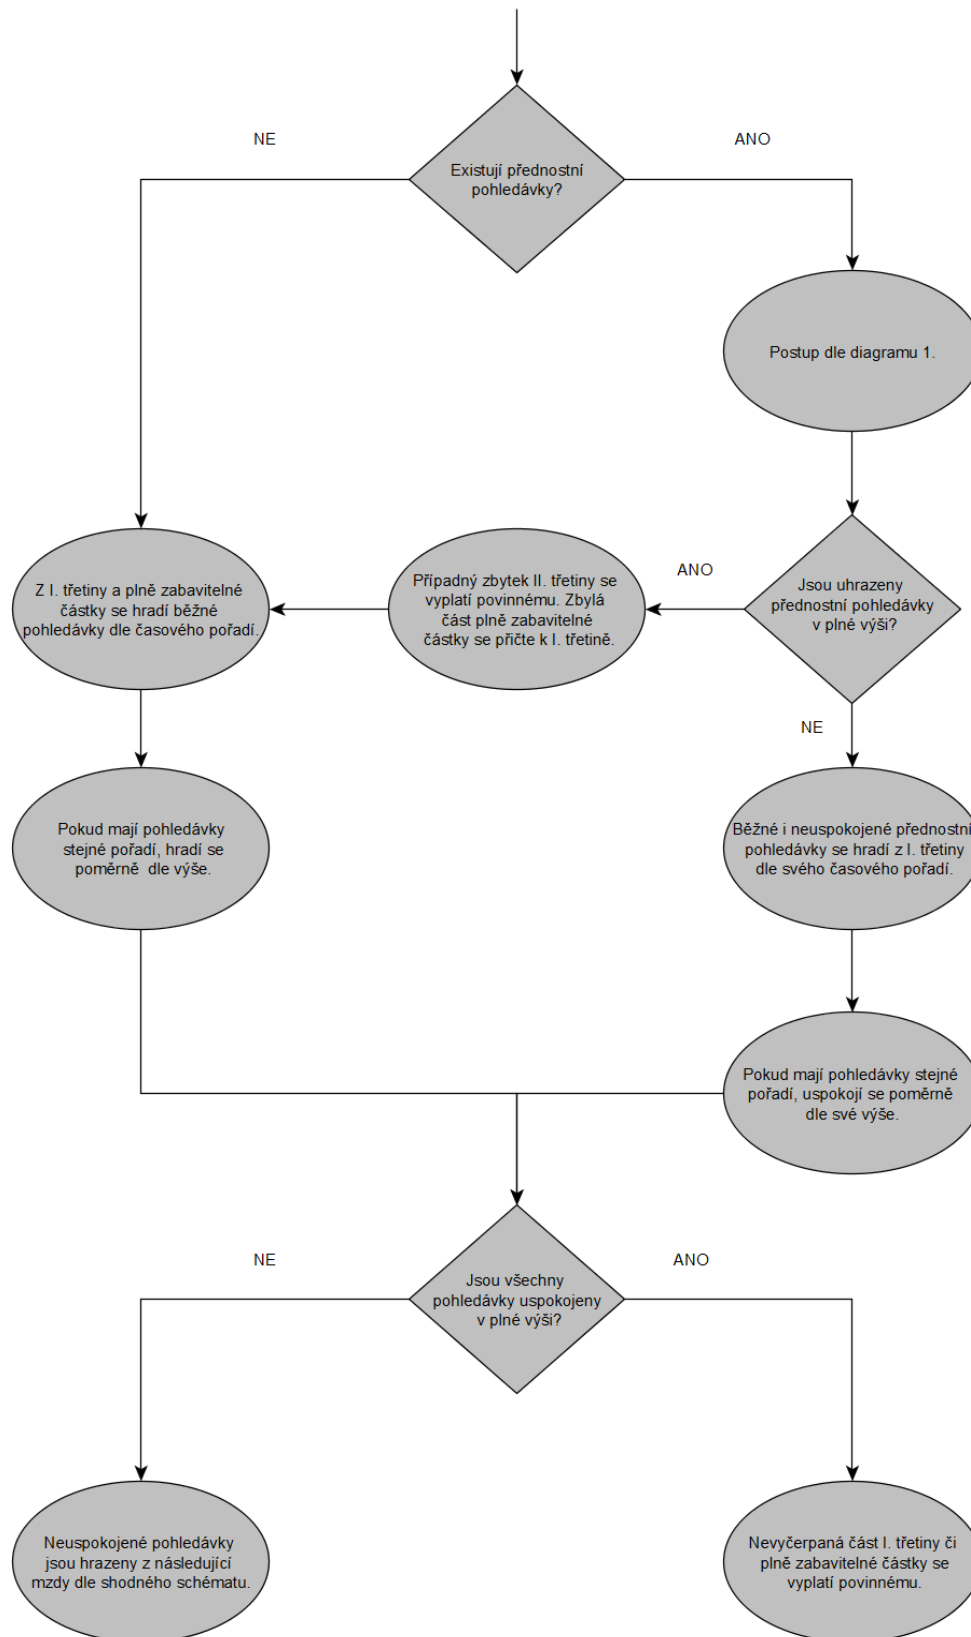 NE
ANO
Existují přednostní
pohledávky?
Postup dle diagramu 1.
Z I. třetiny a plně zabavitelné
částky se hradí běžné
pohledávky dle časového pořadí.
Případný zbytek II. třetiny se
vyplatí povinnému. Zbylá
část plně zabavitelné
částky se přičte k I. třetině.
ANO
Jsou uhrazeny
přednostní pohledávky
v plné výši?
NE
Pokud mají pohledávky
stejné pořadí, hradí se
poměrně dle výše.
Běžné i neuspokojené přednostní
pohledávky se hradí z I. třetiny
dle svého časového pořadí.
Pokud mají pohledávky stejné
pořadí, uspokojí se poměrně
dle své výše.
NE
ANO
Jsou všechny
pohledávky uspokojeny
v plné výši?
Neuspokojené pohledávky
jsou hrazeny z následující
mzdy dle shodného schématu.
Nevyčerpaná část I. třetiny či
plně zabavitelné částky se
vyplatí povinnému.